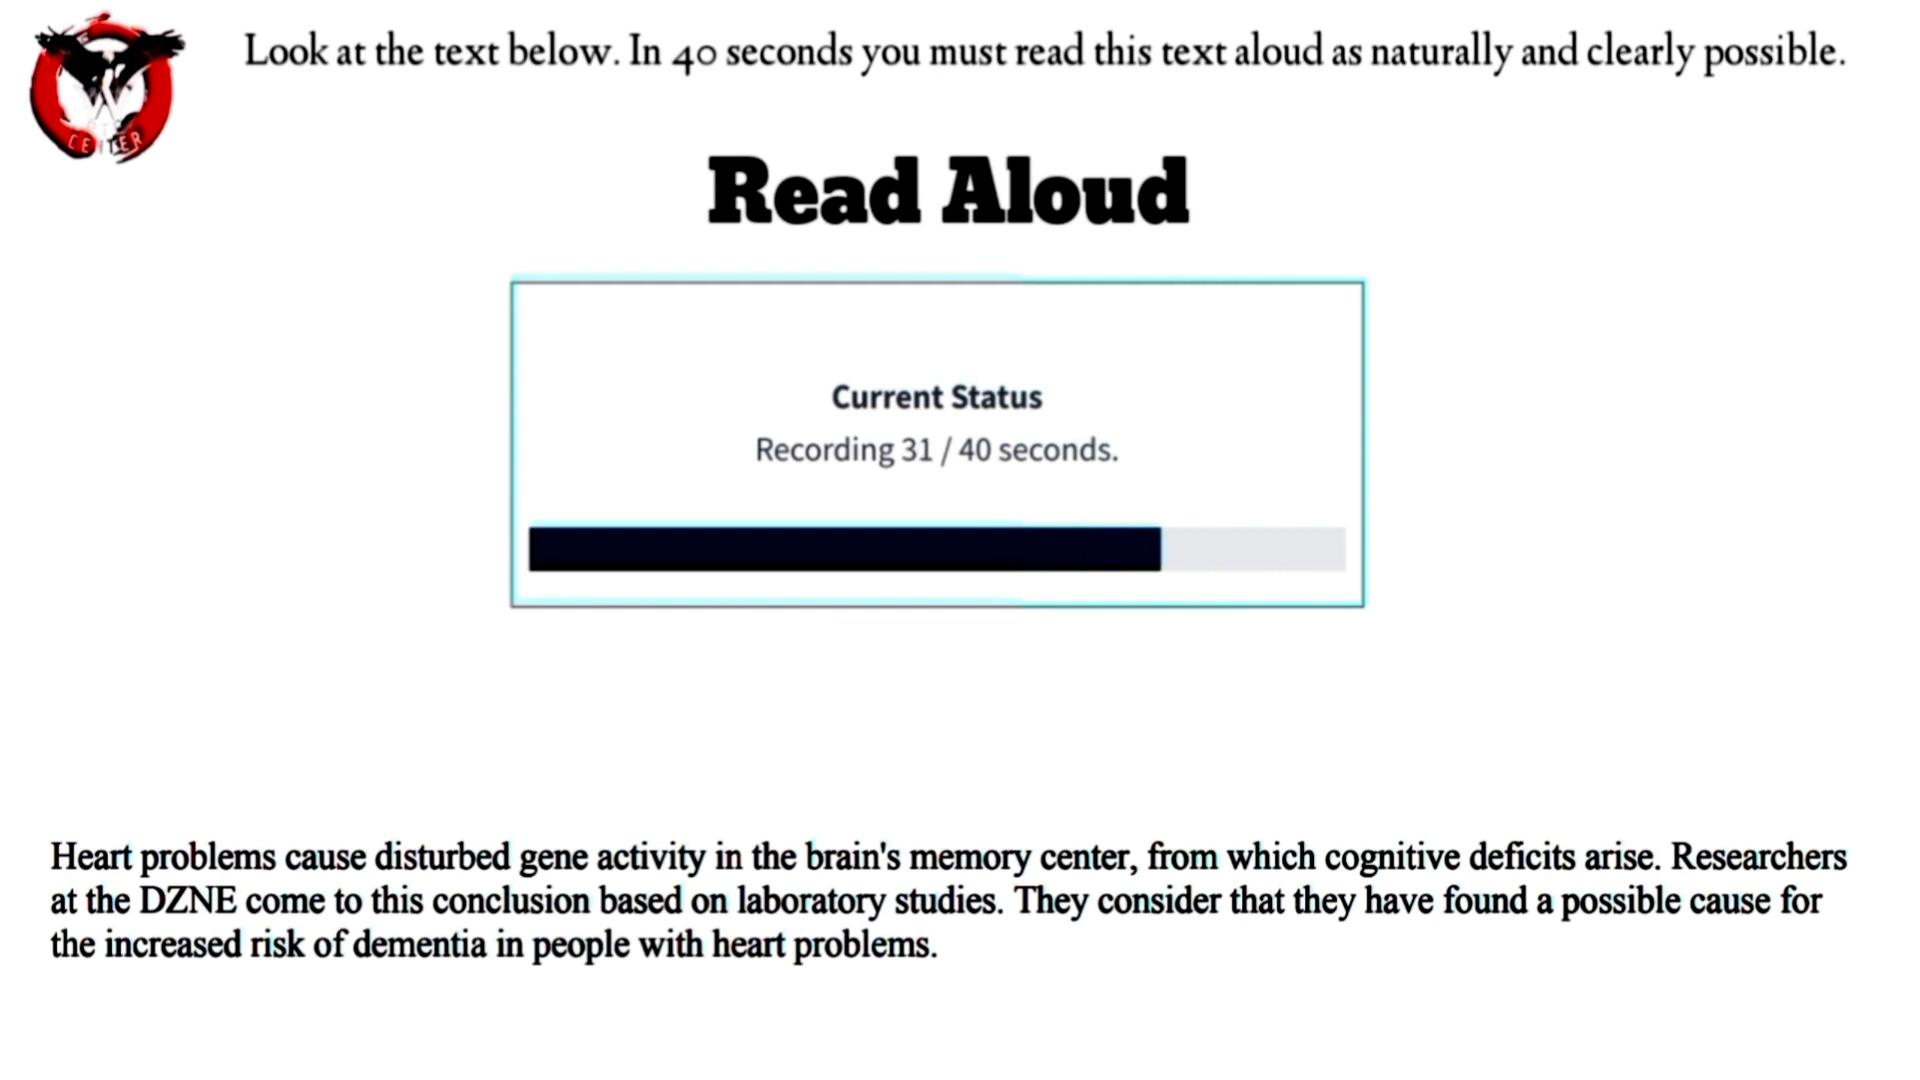 Look at the text below. In 40 seconds you must read this text aloud as naturally and clearly possible.
CENTER
Read Aloud
Current Status
Recording 31 / 40 seconds.
Heart problems cause disturbed gene activity in the brain's memory center, from which cognitive deficits arise. Researchers
at the DZNE come to this conclusion based on laboratory studies. They consider that they have found a possible cause for
the increased risk of dementia in people with heart problems.